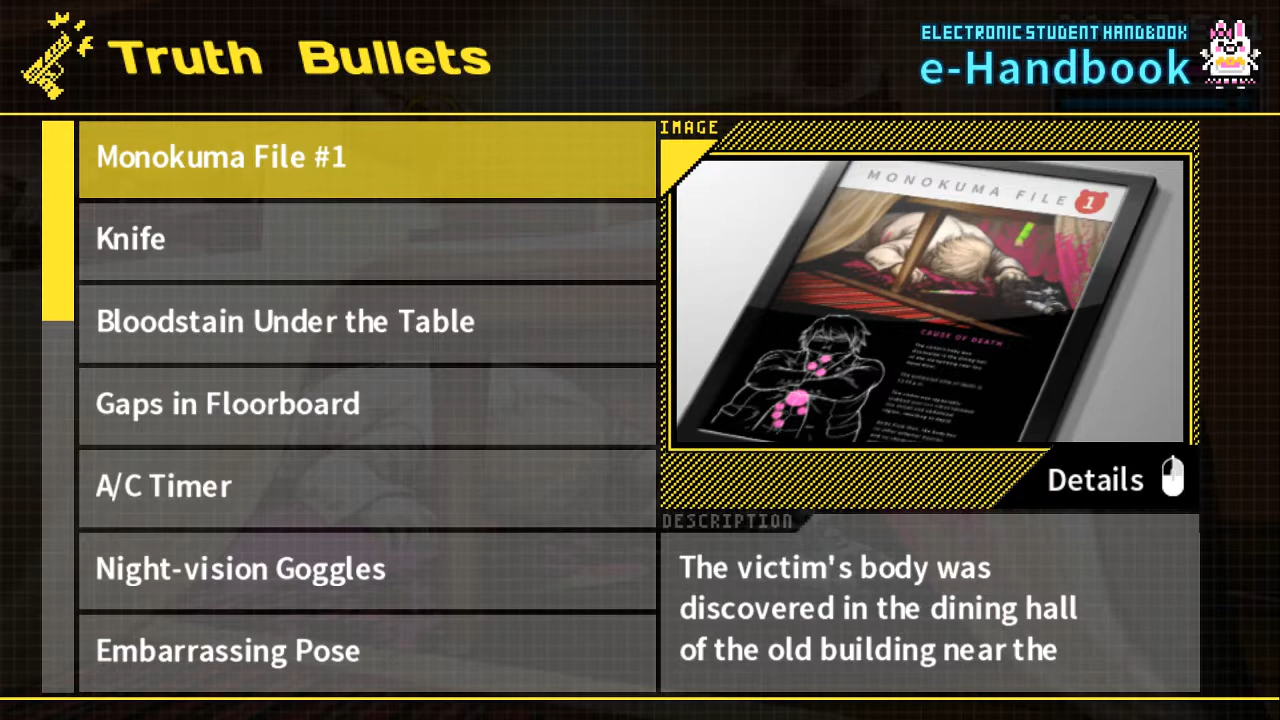 Truth Bullets
ELECTRONIC STUDENT HANDBOOK
e-Handbook
Monokuma File #1
Knife
Bloodstain Under the Table
Gaps in Floorboard
A/C Timer
Night-vision Goggles
Embarrassing Pose
IMAGE
MONOKUMA FILE 1
CAUSE OF DEATH
Details
DESCRIPTION
The victim's body was
discovered in the dining hall
of the old building near the